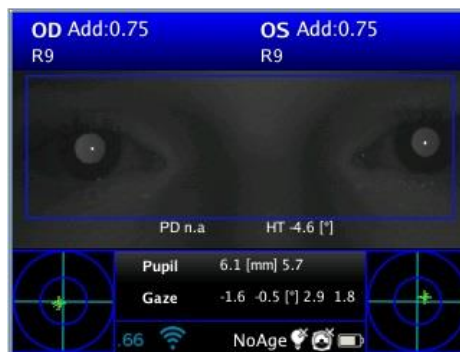 OD Add:0.75 OS Add:0.75
R9 R9
PD n.a HT -4.6 [°]
Pupil 6.1 [mm] 5.7
Gaze -1.6 -0.5 [°] 2.9 1.8
.66 NoAge